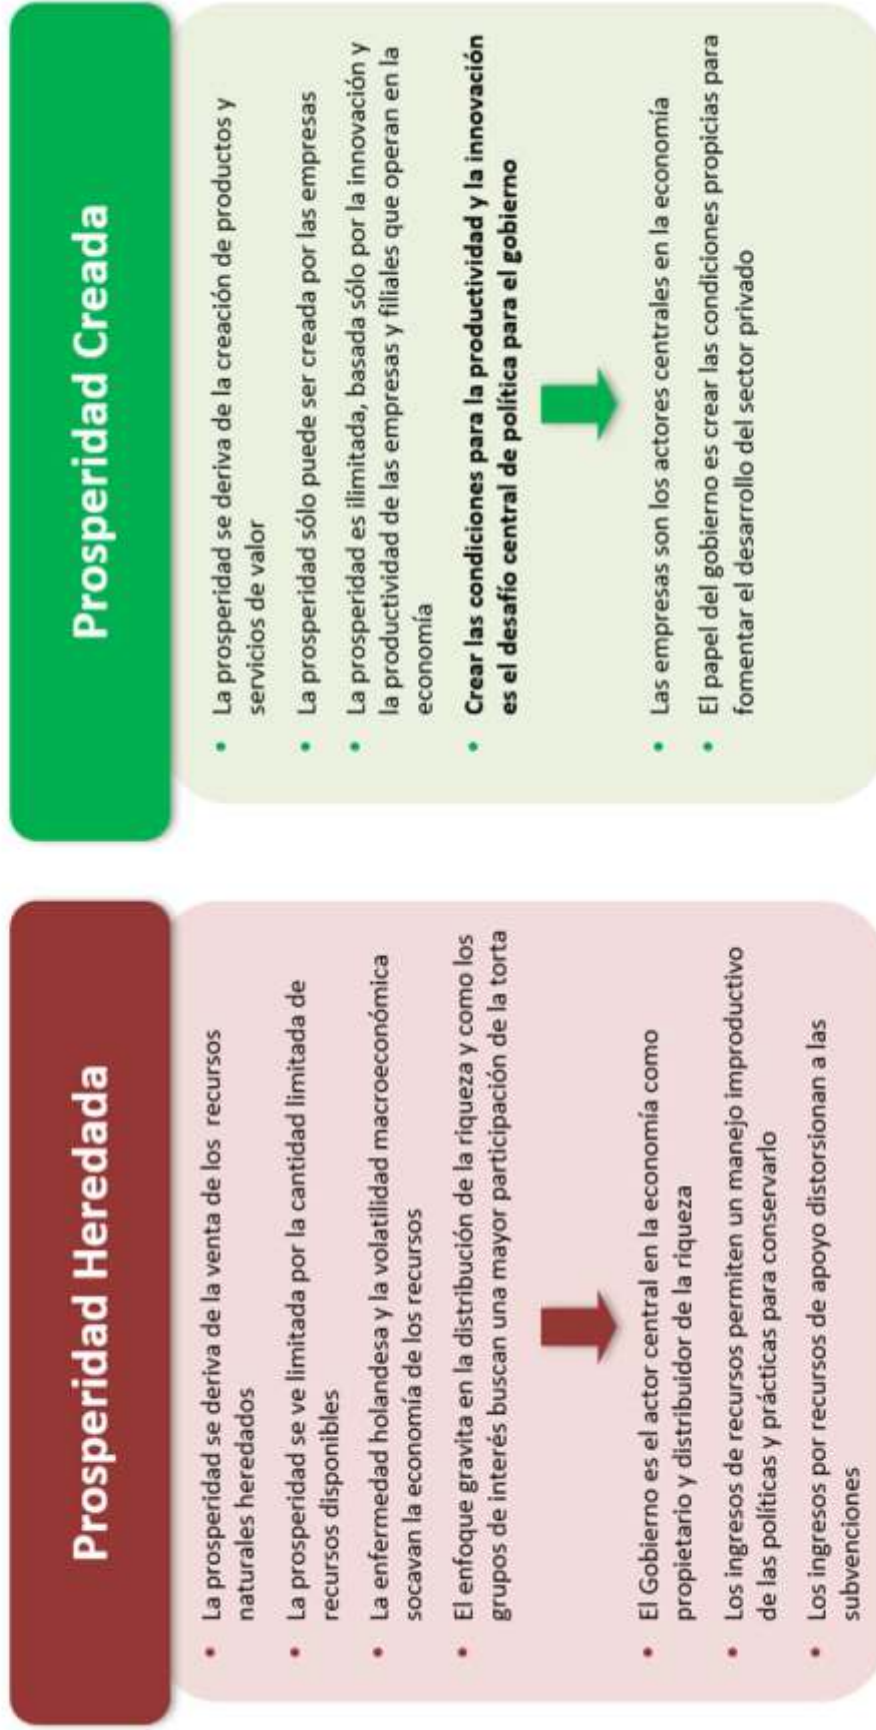 Prosperidad Heredada
• La prosperidad se deriva de la venta de los recursos
naturales heredados
• La prosperidad se ve limitada por la cantidad limitada de
recursos disponibles
• La enfermedad holandesa y la volatilidad macroeconómica
socavan la economía de los recursos
• El enfoque gravita en la distribución de la riqueza y como los
grupos de interés buscan una mayor participación de la torta
• El Gobierno es el actor central en la economía como
propietario y distribuidor de la riqueza
• Los ingresos de recursos permiten un manejo improductivo
de las políticas y prácticas para conservarlo
• Los ingresos por recursos de apoyo distorsionan a las
subvenciones
Prosperidad Creada
• La prosperidad se deriva de la creación de productos y
servicios de valor
• La prosperidad sólo puede ser creada por las empresas
• La prosperidad es ilimitada, basada sólo por la innovación y
la productividad de las empresas y filiales que operan en la
economía
• Crear las condiciones para la productividad y la innovación
es el desafío central de política para el gobierno
• Las empresas son los actores centrales en la economía
• El papel del gobierno es crear las condiciones propicias para
fomentar el desarrollo del sector privado